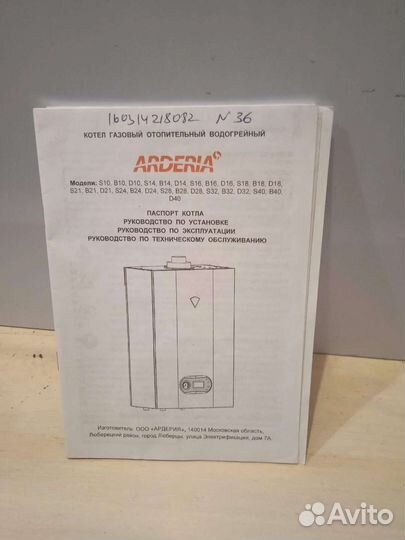 160314218082 N 36
КОТЕЛ ГАЗОВЫЙ ОТОПИТЕЛЬНЫЙ ВОДОГРЕЙНЫЙ
ARDERIA
Модели: S10, B10, D10, S14, B14, D14, S16, B16, D16, S18, B18, D18,
S21, B21, D21, S24, B24, D24, S28, B28, D28, S32, B32, D32, S40, B40,
D40
ПАСПОРТ КОТЛА
РУКОВОДСТВО ПО УСТАНОВКЕ
РУКОВОДСТВО ПО ЭКСПЛУАТАЦИИ
РУКОВОДСТВО ПО ТЕХНИЧЕСКОМУ ОБСЛУЖИВАНИЮ
Изготовитель: ООО «АРДЕРИЯ», 140014 Московская область,
Люберецкий район, город Люберцы, улица Электрификации, дом 7А.
Avito